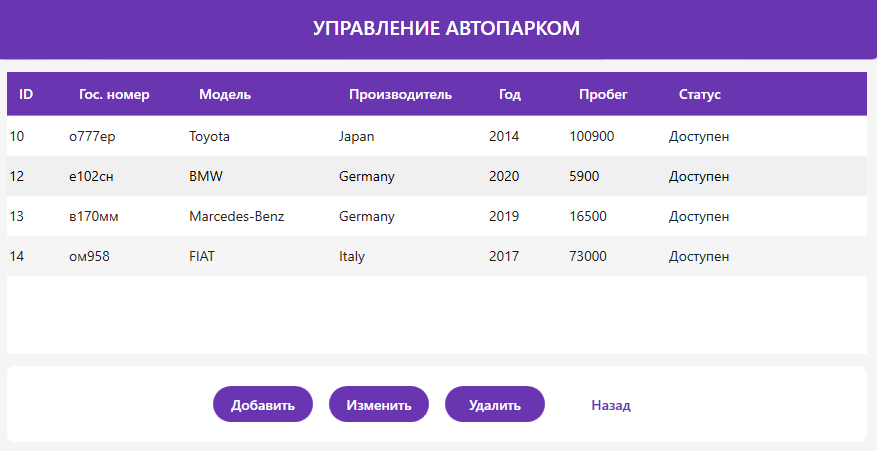 УПРАВЛЕНИЕ АВТОПАРКОМ
ID Гос. номер Модель Производитель Год Пробег Статус
10 о777ер Toyota Japan 2014 100900 Доступен
12 е102сн BMW Germany 2020 5900 Доступен
13 в170мм Marcedes-Benz Germany 2019 16500 Доступен
14 ом958 FIAT Italy 2017 73000 Доступен
Добавить Изменить Удалить Назад